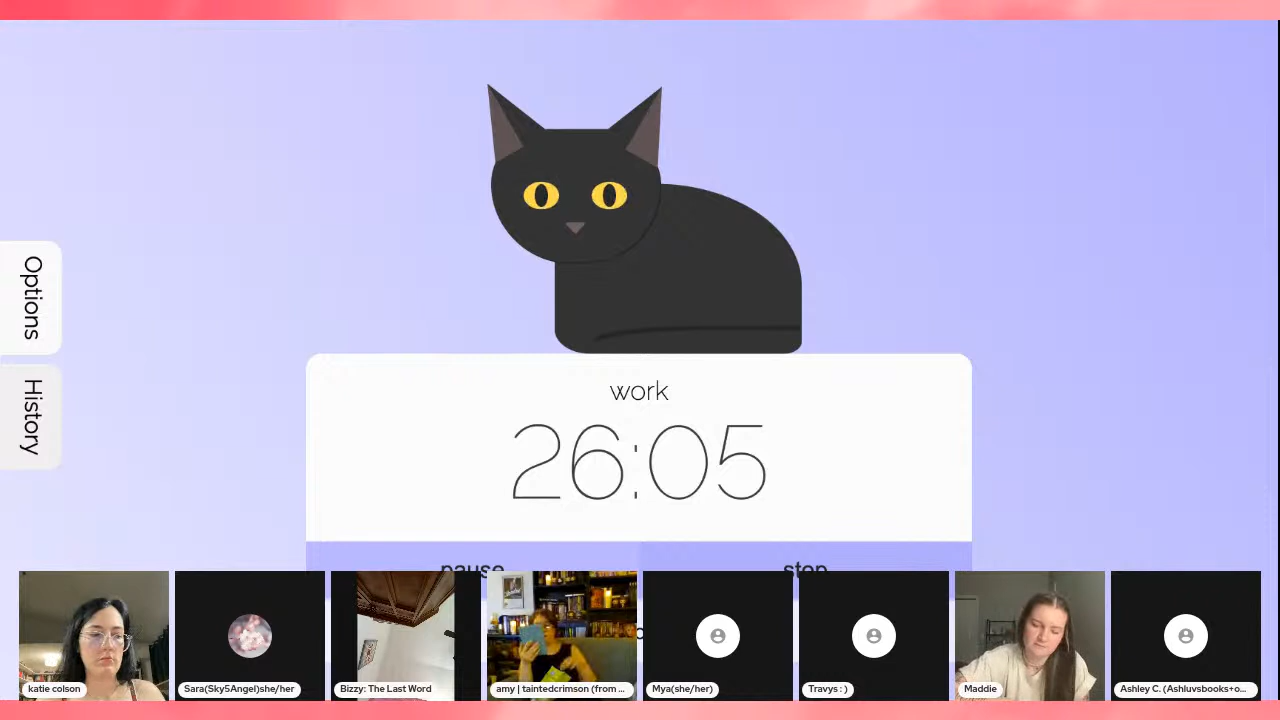 Options
History
work
26:05
pause
stop
katie colson
Sara(Sky5Angel)she/her
Bizzy: The Last Word
amy | taintedcrimson (from ...
Mya(she/her)
Travys : )
Maddie
Ashley C. (Ashluvsbooks+o...